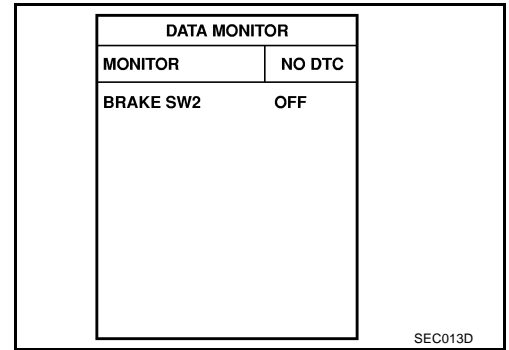 DATA MONITOR
MONITOR NO DTC
BRAKE SW2 OFF
SEC013D